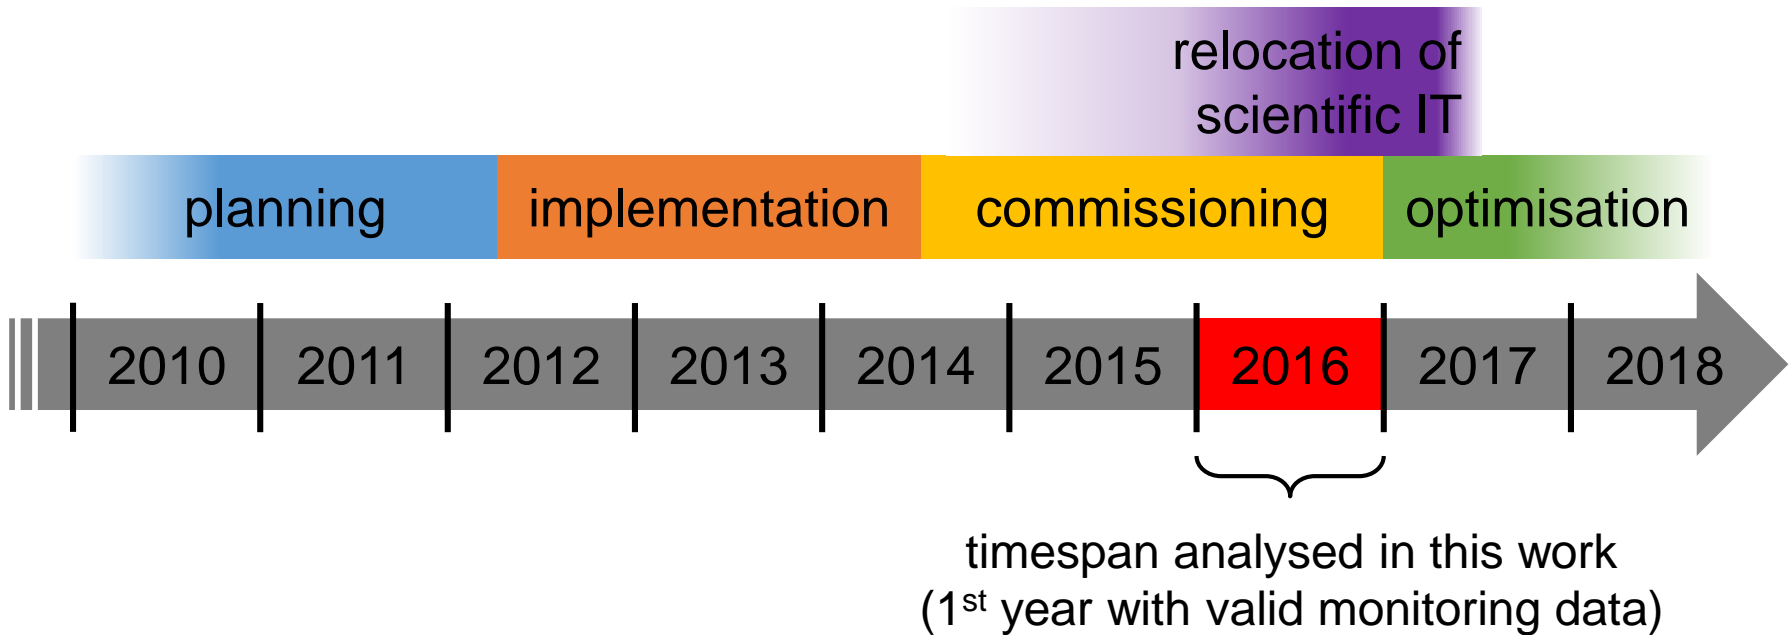 relocation of
scientific IT
planning implementation commissioning optimisation
2010 2011 2012 2013 2014 2015 2016 2017 2018
timespan analysed in this work
(1st year with valid monitoring data)